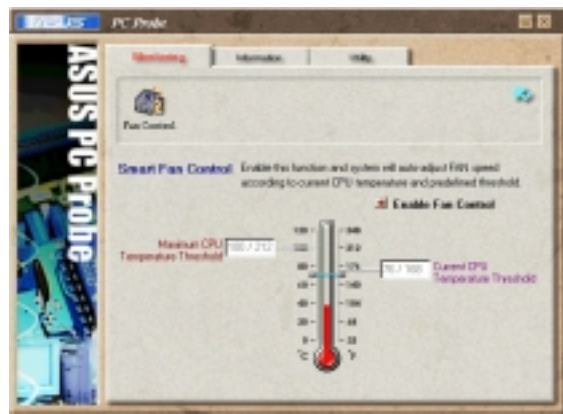 ASUS PC Probe
ASUS PC Probe
Monitoring Information Utility
Fan Control
Smart Fan Control Enable this function and system will auto adjust FAN speed
according to current CPU temperature and predefined threshold.
Enable Fan Control
Maximum CPU
Temperature Threshold
100 / 212
Current CPU
Temperature Threshold
°C °F